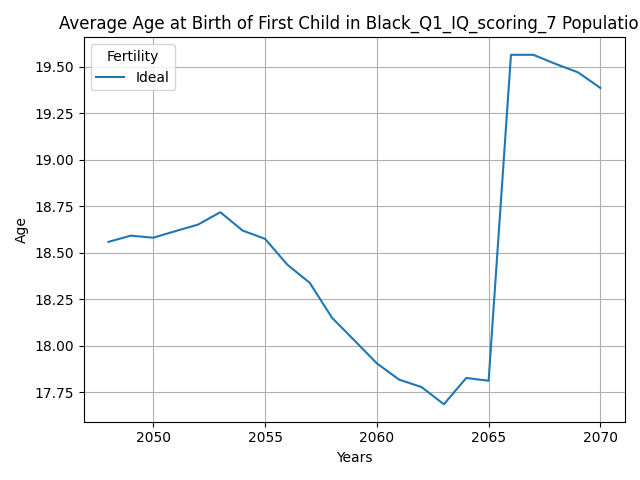 Average Age at Birth of First Child in Black_Q1_IQ_scoring_7 Populatio
Fertility
Ideal
19.50
19.25
19.00
18.75
18.50
18.25
18.00
17.75
Age
2050 2055 2060 2065 2070
Years